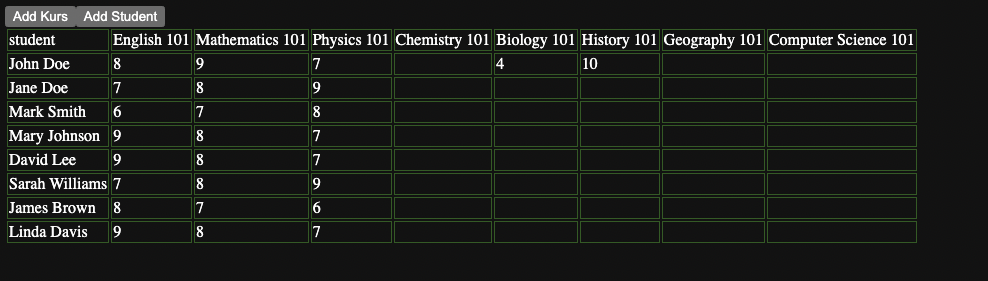 Add Kurs Add Student
student English 101 Mathematics 101 Physics 101 Chemistry 101 Biology 101 History 101 Geography 101 Computer Science 101
John Doe 8 9 7 4 10
Jane Doe 7 8 9
Mark Smith 6 7 8
Mary Johnson 9 8 7
David Lee 9 8 7
Sarah Williams 7 8 9
James Brown 8 7 6
Linda Davis 9 8 7